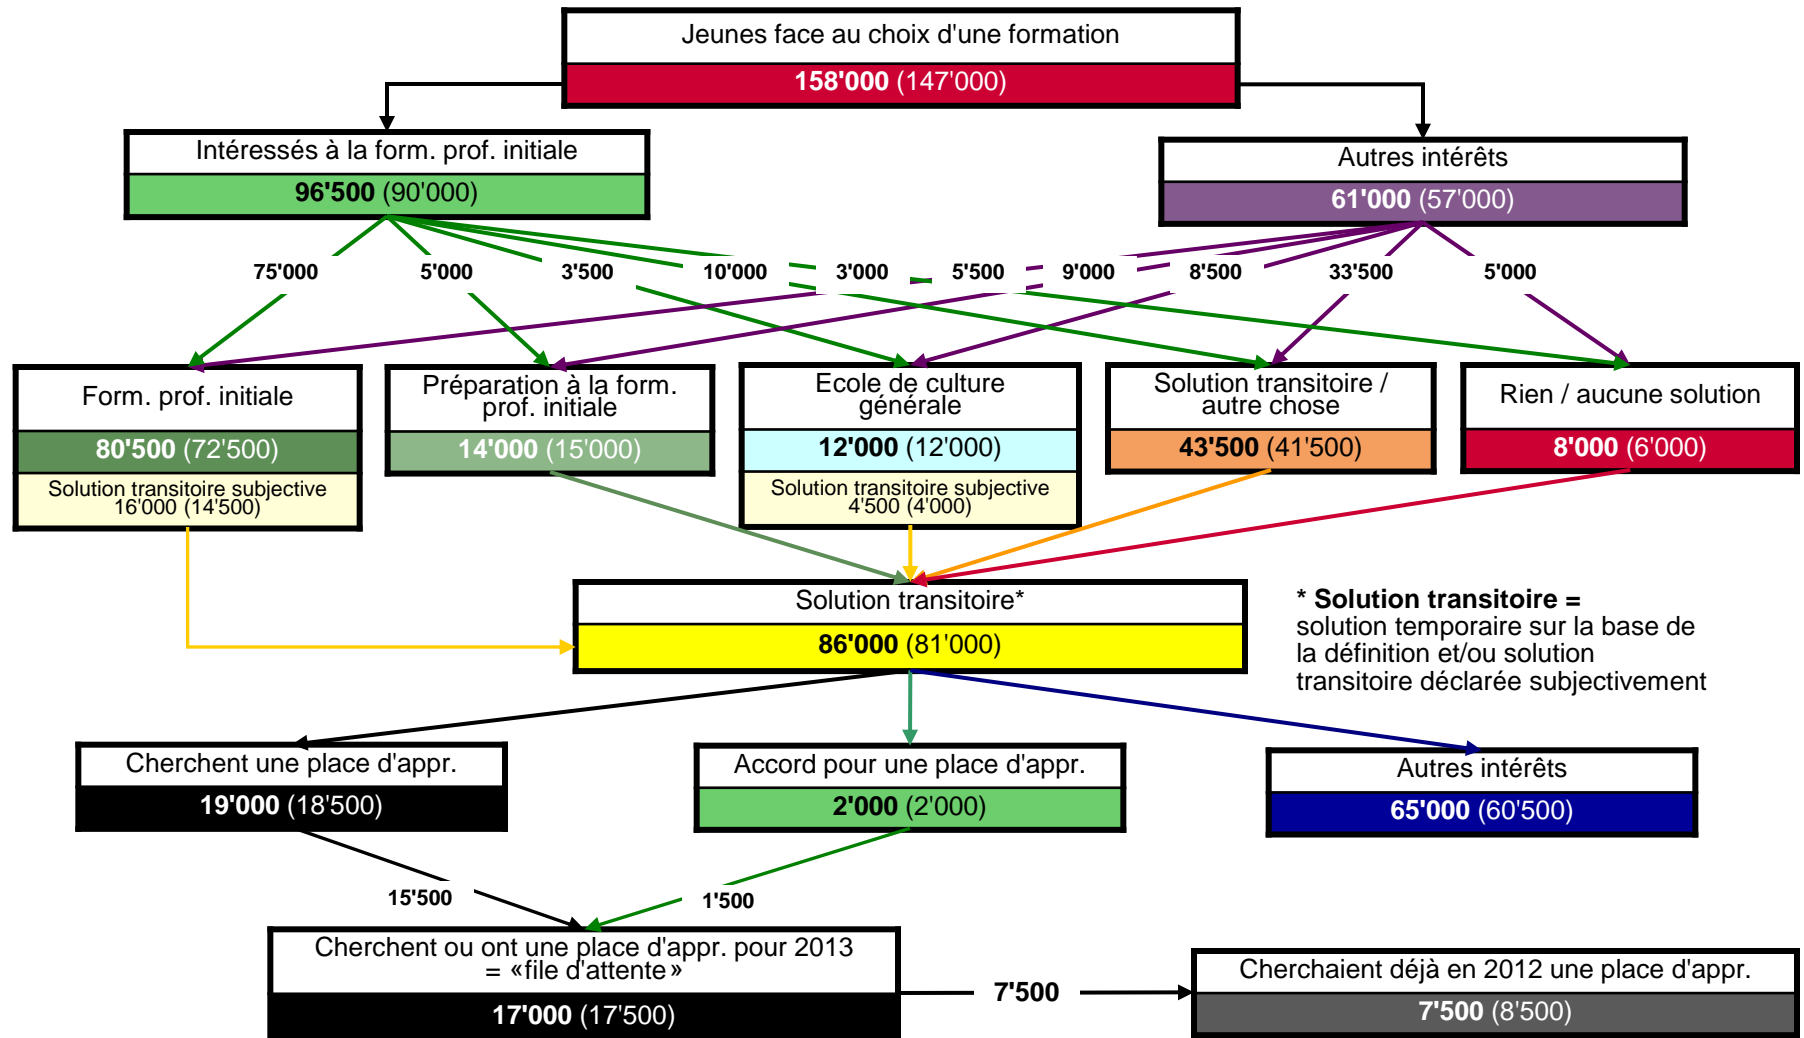 Jeunes face au choix d'une formation
158'000 (147'000)
Intéressés à la form. prof. initiale
96'500 (90'000)
Autres intérêts
61'000 (57'000)
75'000 5'000 3'500 10'000 3'000 5'500 9'000 8'500 33'500 5'000
Form. prof. initiale
80'500 (72'500)
Solution transitoire subjective
16'000 (14'500)
Préparation à la form.
prof. initiale
14'000 (15'000)
Ecole de culture
générale
12'000 (12'000)
Solution transitoire subjective
4'500 (4'000)
Solution transitoire /
autre chose
43'500 (41'500)
Rien / aucune solution
8'000 (6'000)
Solution transitoire*
86'000 (81'000)
* Solution transitoire =
solution temporaire sur la base de
la définition et/ou solution
transitoire déclarée subjectivement
Cherchent une place d'appr.
19'000 (18'500)
Accord pour une place d'appr.
2'000 (2'000)
Autres intérêts
65'000 (60'500)
15'500
1'500
Cherchent ou ont une place d'appr. pour 2013
= «file d'attente»
17'000 (17'500)
7'500
Cherchaient déjà en 2012 une place d'appr.
7'500 (8'500)